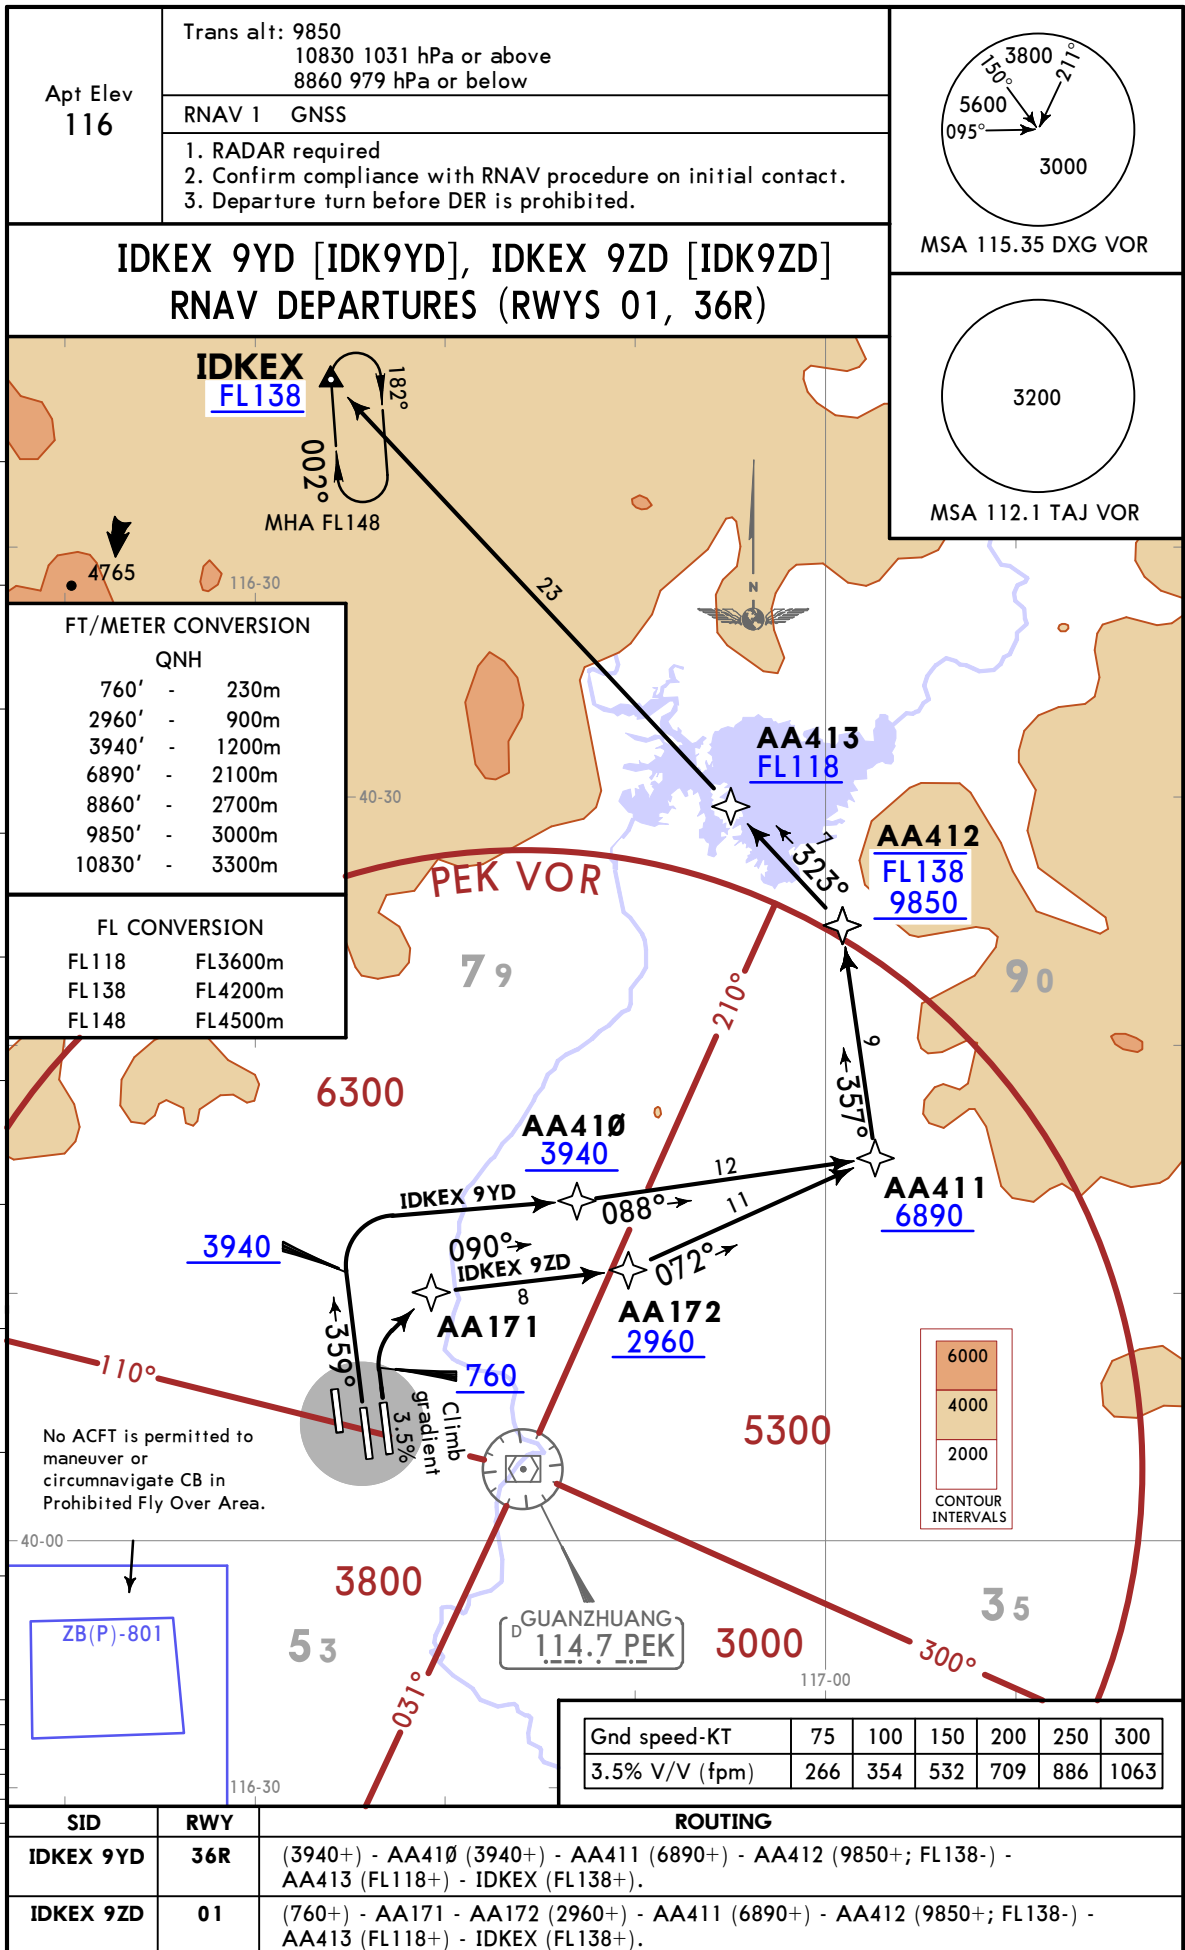 Apt Elev
116
Trans alt: 9850
10830 1031 hPa or above
8860 979 hPa or below
RNAV 1 GNSS
1. RADAR required
2. Confirm compliance with RNAV procedure on initial contact.
3. Departure turn before DER is prohibited.
3800
150°
211°
5600
095°
3000
MSA 115.35 DXG VOR
IDKEX 9YD [IDK9YD], IDKEX 9ZD [IDK9ZD]
RNAV DEPARTURES (RWYS 01, 36R)
3200
MSA 112.1 TAJ VOR
IDKEX
FL138
182°
002°
MHA FL148
4765
116-30
23
N
FT/METER CONVERSION
QNH
760' - 230m
2960' - 900m
3940' - 1200m
6890' - 2100m
8860' - 2700m
9850' - 3000m
10830' - 3300m
FL CONVERSION
FL118 FL3600m
FL138 FL4200m
FL148 FL4500m
40-30
AA413
FL118
7
323°
AA412
FL138
9850
PEK VOR
79
90
210°
9
357°
6300
AA410
3940
12
088°
AA411
6890
IDKEX 9YD
3940
090°
IDKEX 9ZD
8
11
072°
AA171
AA172
2960
359°
760
110°
3.5%
Climb
gradient
5300
6000
4000
2000
CONTOUR
INTERVALS
No ACFT is permitted to
maneuver or
circumnavigate CB in
Prohibited Fly Over Area.
40-00
3800
ZB(P)-801
53
GUANZHUANG
D 114.7 PEK
3000
35
300°
117-00
031°
116-30
Gnd speed-KT 75 100 150 200 250 300
3.5% V/V (fpm) 266 354 532 709 886 1063
SID RWY ROUTING
IDKEX 9YD 36R (3940+) - AA410 (3940+) - AA411 (6890+) - AA412 (9850+; FL138-) -
AA413 (FL118+) - IDKEX (FL138+).
IDKEX 9ZD 01 (760+) - AA171 - AA172 (2960+) - AA411 (6890+) - AA412 (9850+; FL138-) -
AA413 (FL118+) - IDKEX (FL138+).